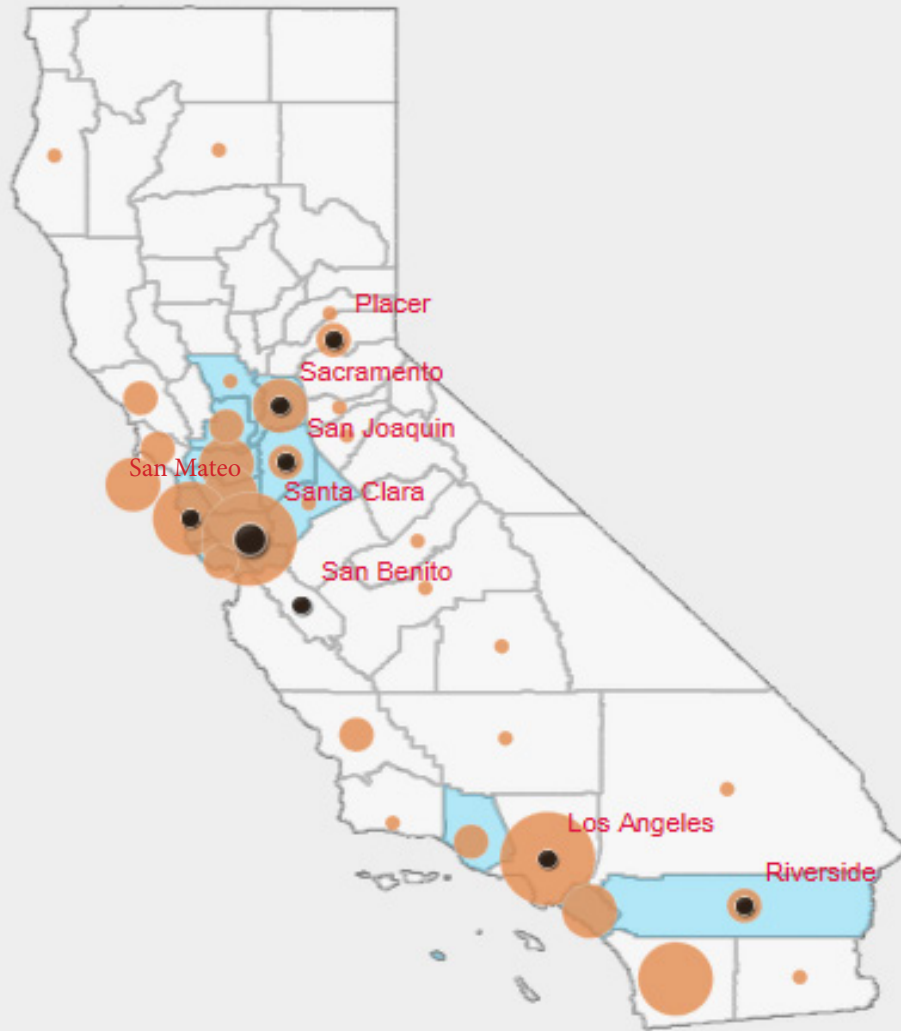 Placer
Sacramento
San Joaquin
San Mateo
Santa Clara
San Benito
Los Angeles
Riverside